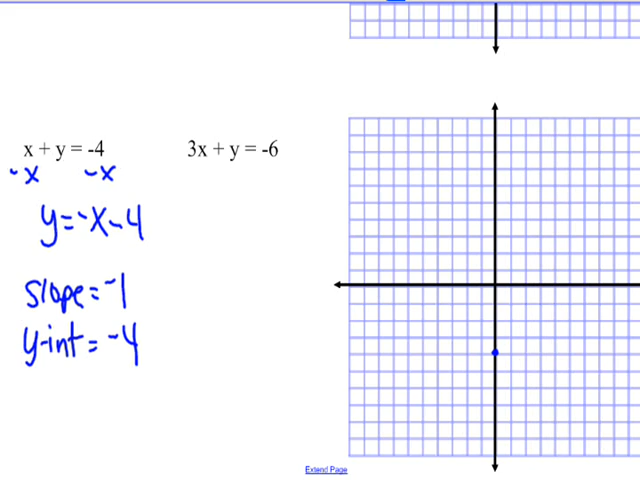 x + y = -4
3x + y = -6
-x -x
y=-x-4
slope=-1
y-int=-4
Extend Page